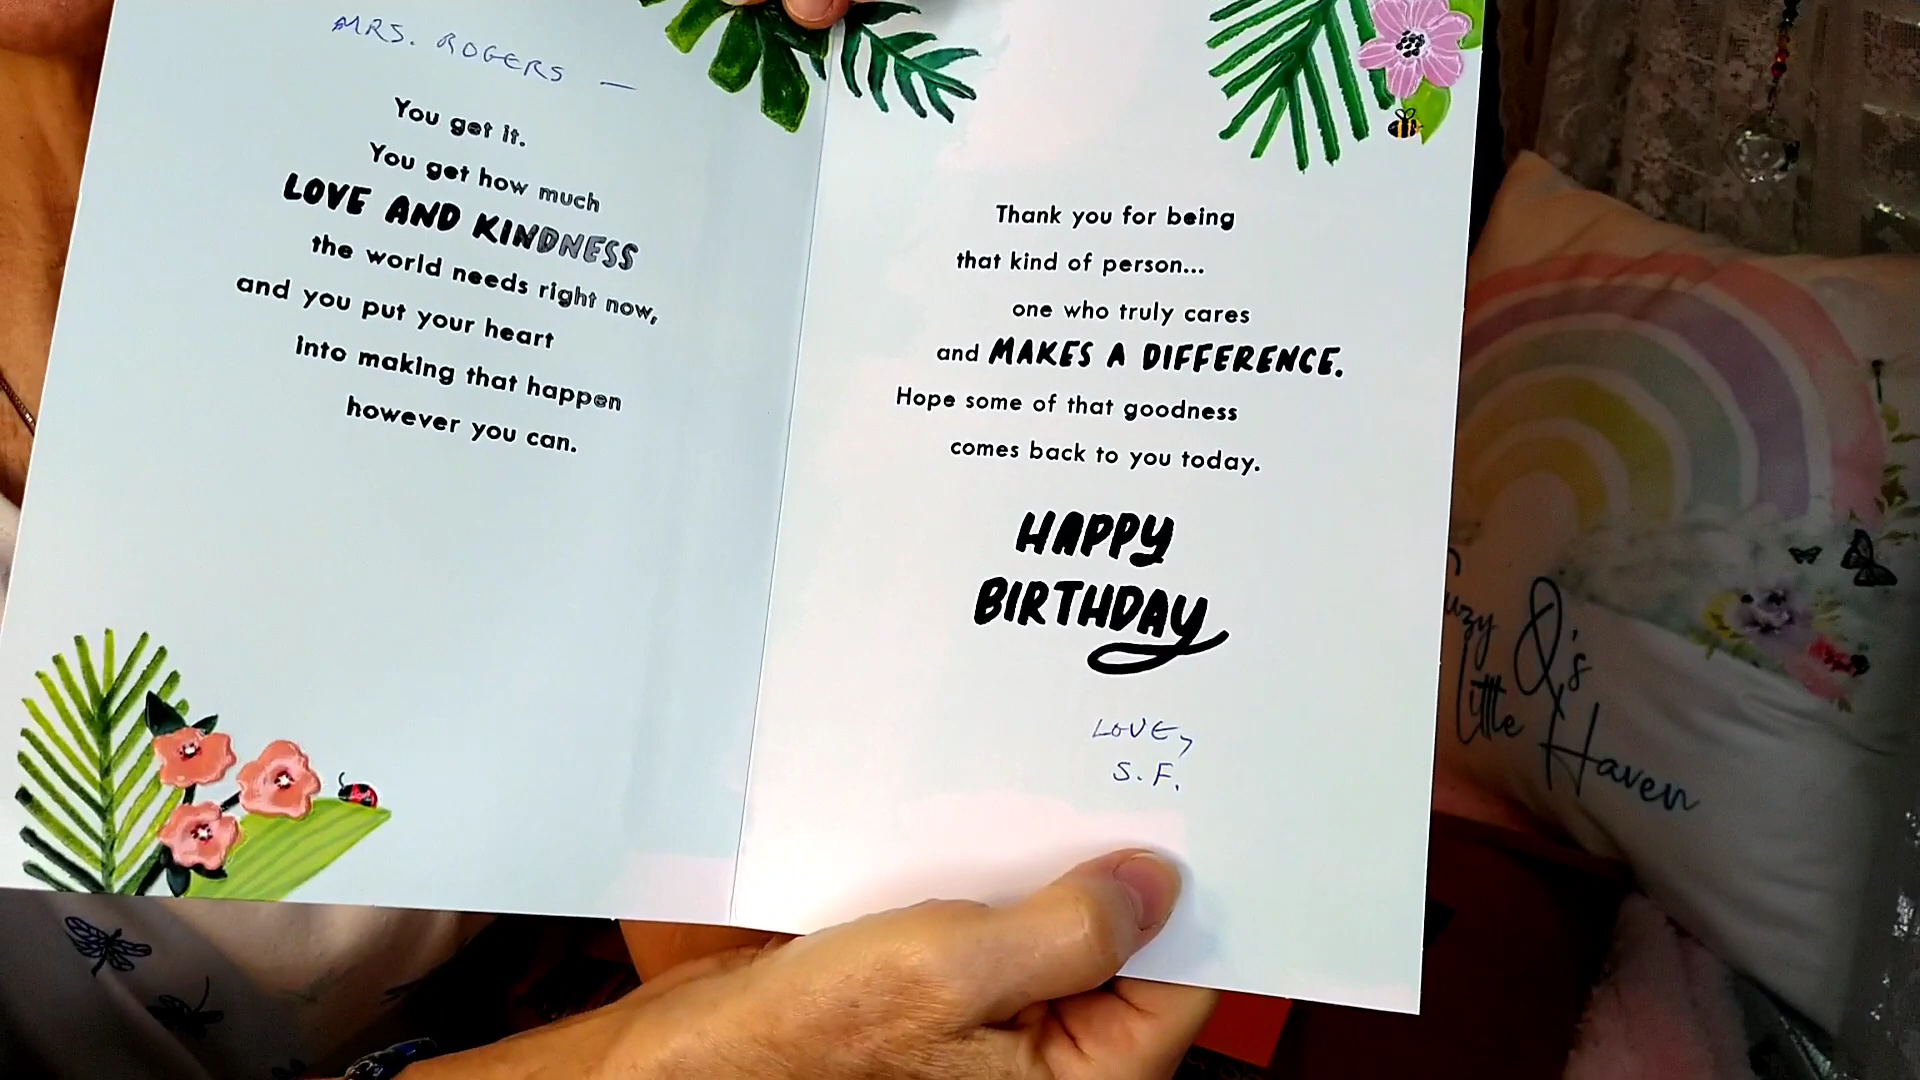 MRS. ROGERS —
You get it.
You get how much
LOVE AND KINDNESS
the world needs right now,
and you put your heart
into making that happen
however you can.
Thank you for being
that kind of person...
one who truly cares
and MAKES A DIFFERENCE.
Hope some of that goodness
comes back to you today.
HAPPY
BIRTHDAY
LOVE,
S. F.
Suzy Q's
Little Haven